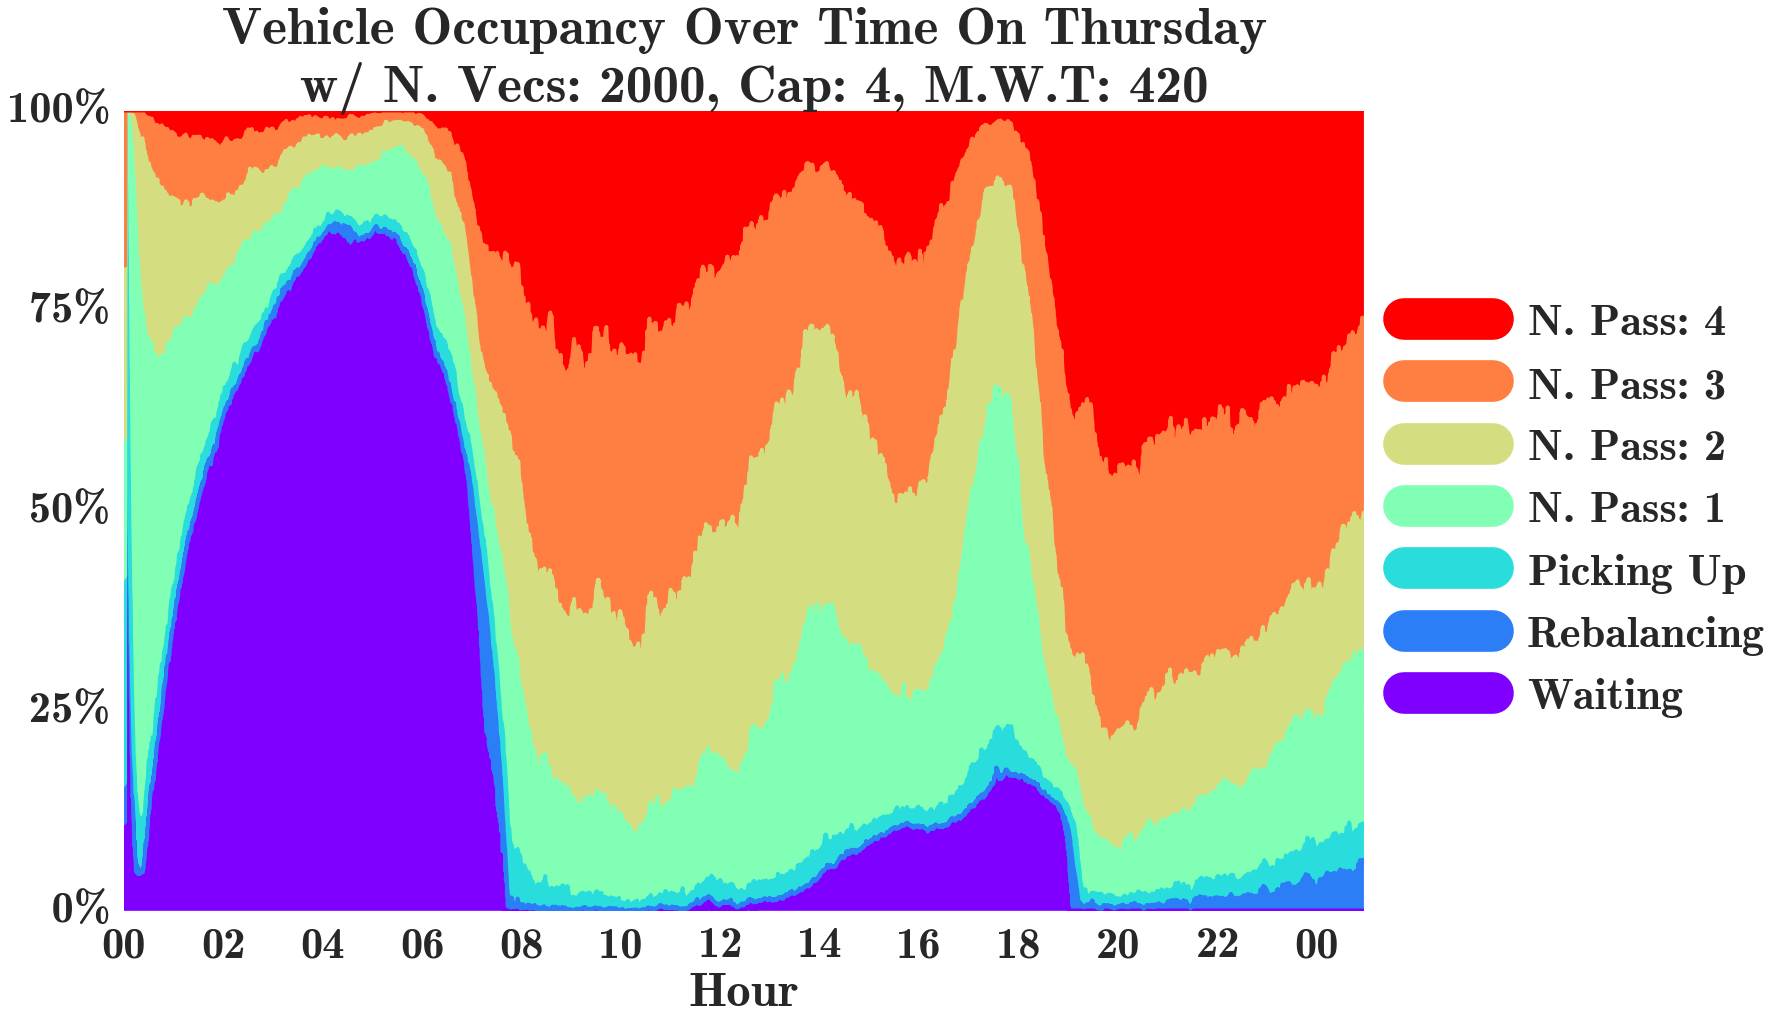 Vehicle Occupancy Over Time On Thursday
w/ N. Vecs: 2000, Cap: 4, M.W.T: 420
100%
75%
50%
25%
0%
00 02 04 06 08 10 12 14 16 18 20 22 00
Hour
N. Pass: 4
N. Pass: 3
N. Pass: 2
N. Pass: 1
Picking Up
Rebalancing
Waiting